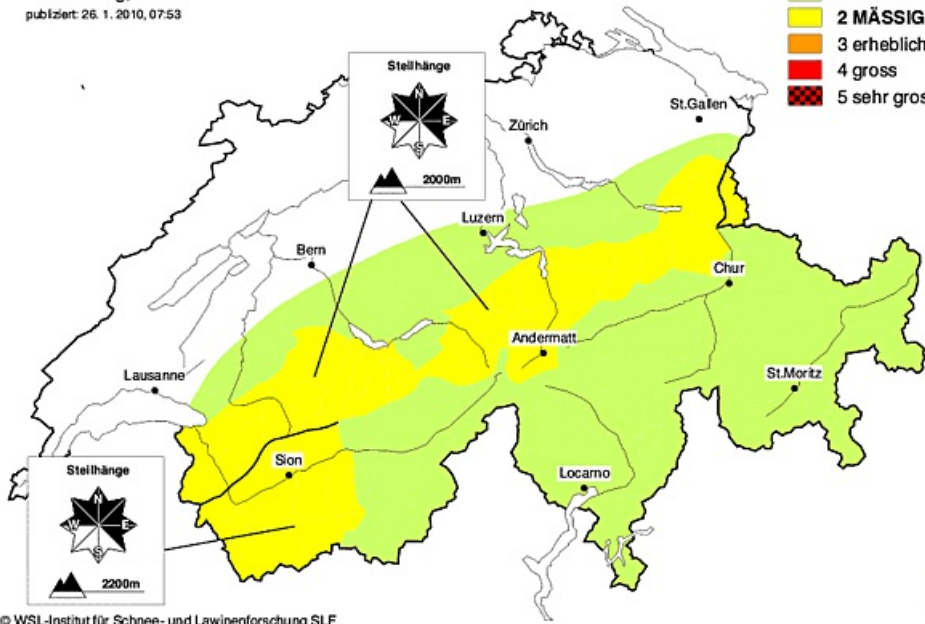 publiziert: 26. 1. 2010, 07:53
2 MÄSSIG
3 erheblich
4 gross
5 sehr gros
Steilhänge
N
W E
S
2000m
St.Gallen
Zürich
Luzern
Bern
Chur
Andermatt
Lausanne
St.Moritz
Sion
Locarno
Steilhänge
N
W E
S
2200m
© WSL-Institut für Schnee- und Lawinenforschung SLF